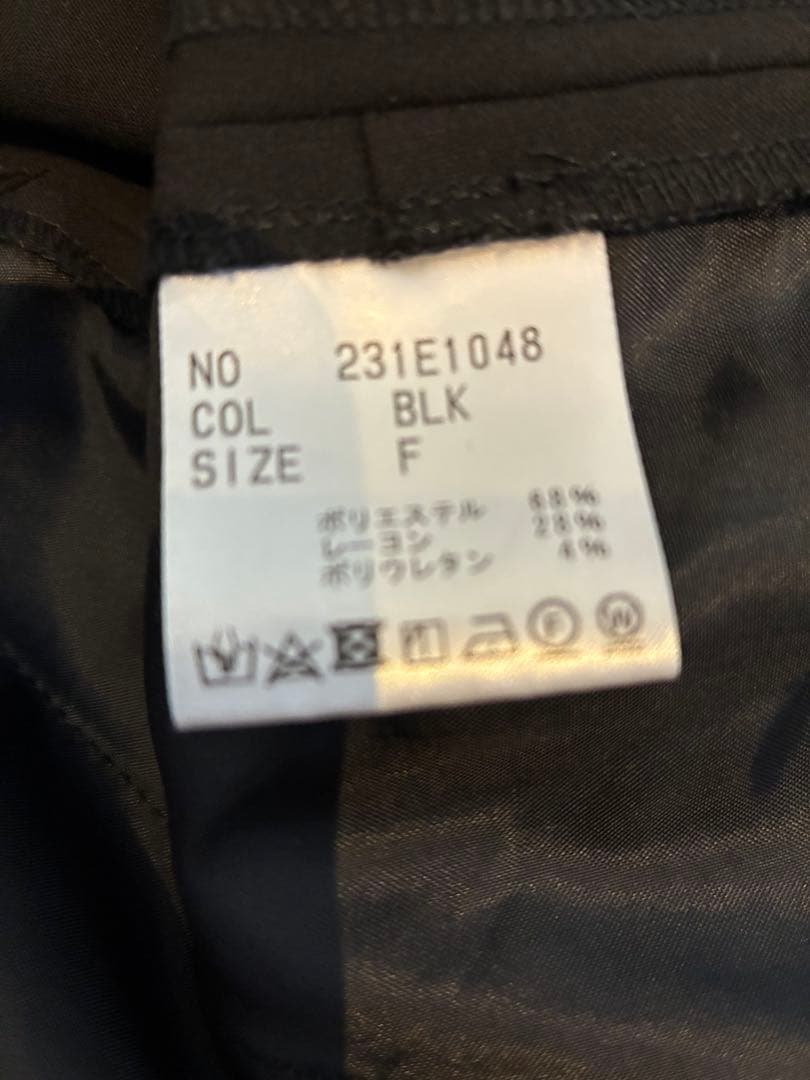 NO 231E1048
COL BLK
SIZE F
ポリエステル 68%
レーヨン 28%
ポリウレタン 4%
F W